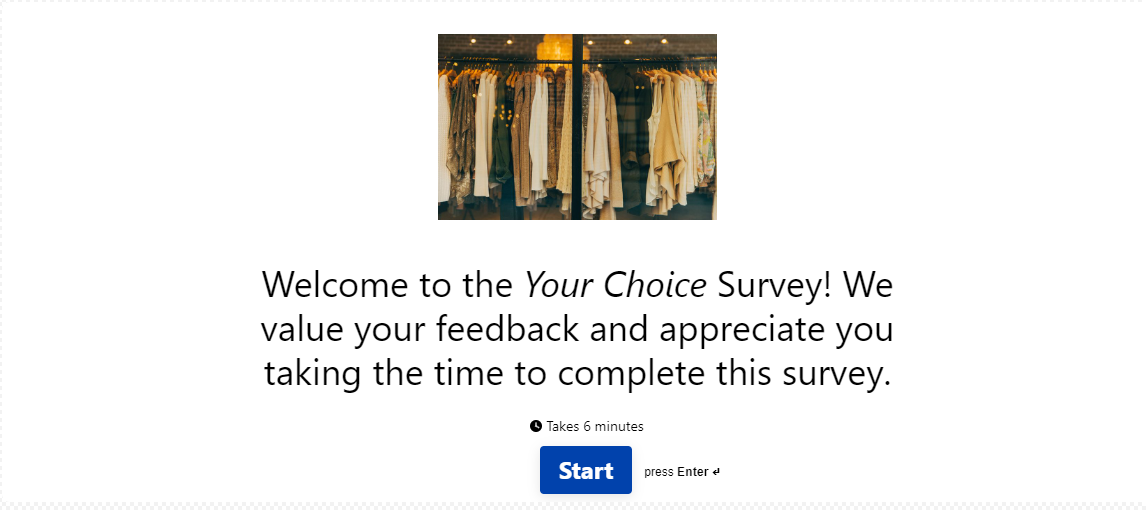 Welcome to the Your Choice Survey! We
value your feedback and appreciate you
taking the time to complete this survey.
Takes 6 minutes
Start
press Enter ↵